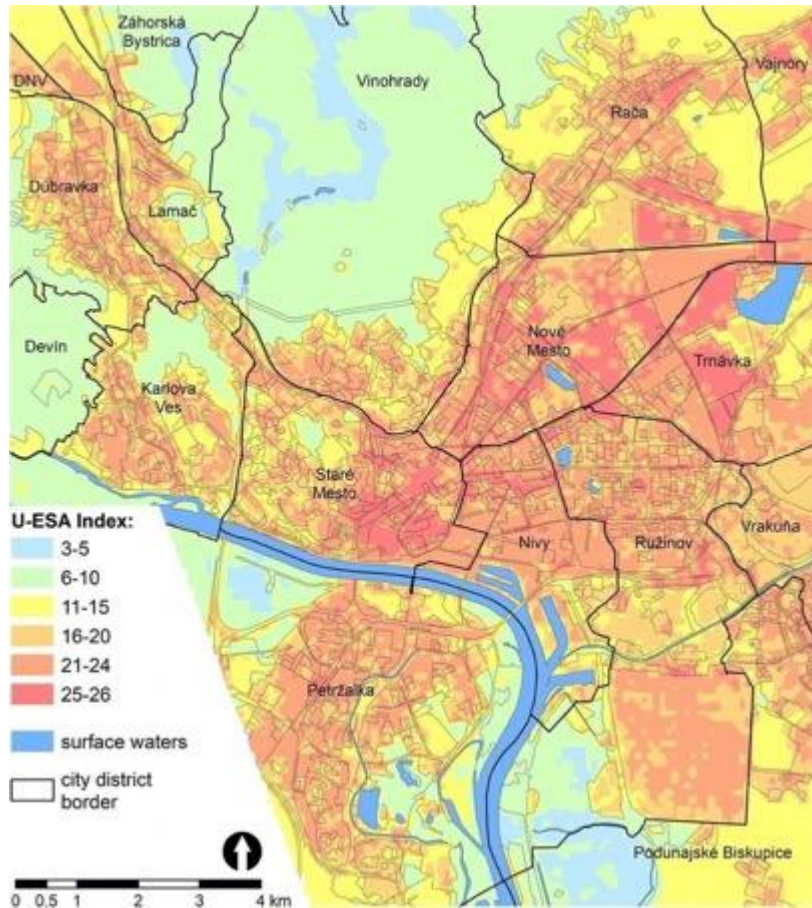 Záhorská
Bystrica
DNV
Vinohrady
Vajnory
Rača
Dúbravka
Lamač
Devín
Karlova
Ves
Nové
Mesto
Trnávka
Staré
Mesto
Nivy
Ružinov
Vrakuňa
Petržalka
Podunajské Biskupice
U-ESA Index:
3-5
6-10
11-15
16-20
21-24
25-26
surface waters
city district
border
0 0.5 1 2 3 4 km